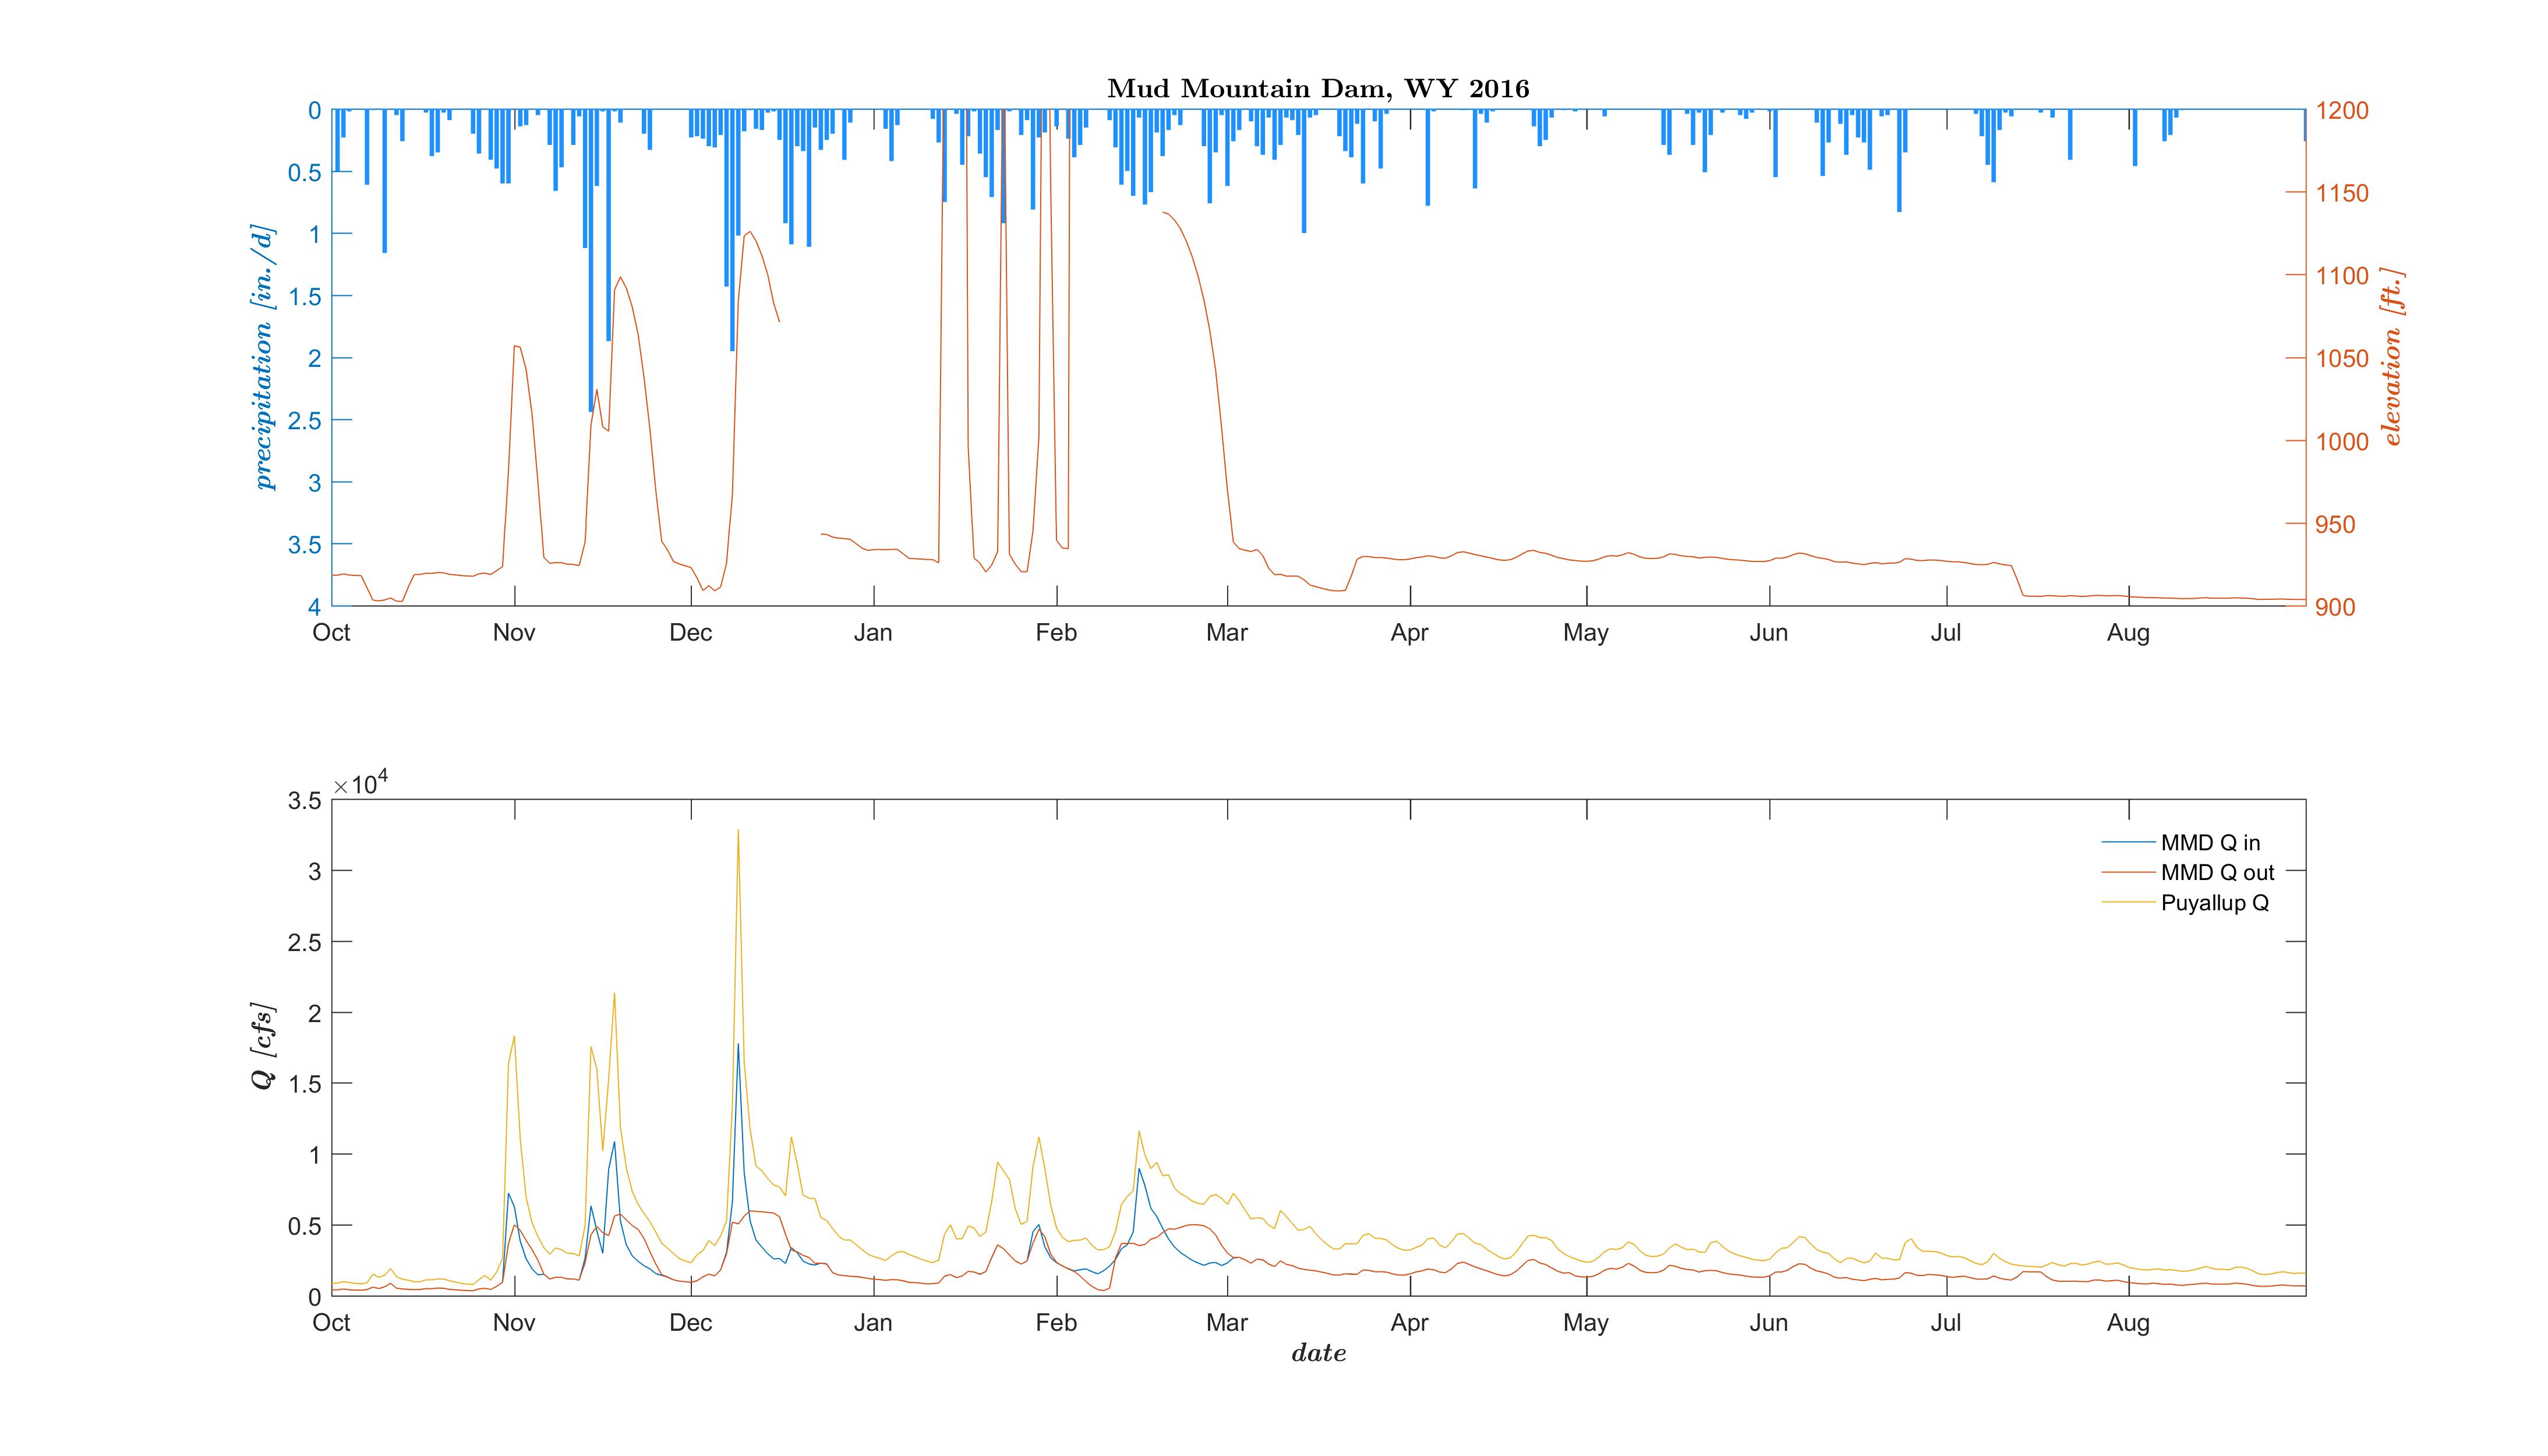 Mud Mountain Dam, WY 2016
0
0.5
1
1.5
2
2.5
3
3.5
4
precipitation [in./d]
1200
1150
1100
1050
1000
950
900
elevation [ft.]
Oct Nov Dec Jan Feb Mar Apr May Jun Jul Aug
×10^4
3.5
3
2.5
2
1.5
1
0.5
0
Q [cfs]
MMD Q in
MMD Q out
Puyallup Q
Oct Nov Dec Jan Feb Mar Apr May Jun Jul Aug
date